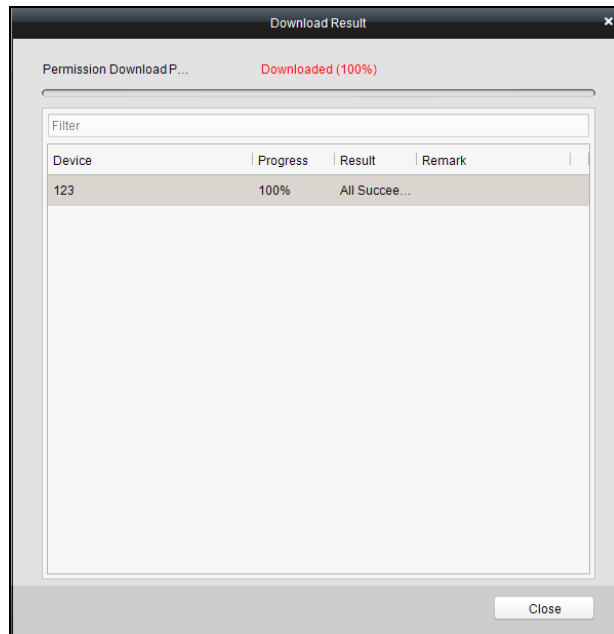 Download Result
Permission Download P... Downloaded (100%)
Filter
Device Progress Result Remark
123 100% All Succee...
Close